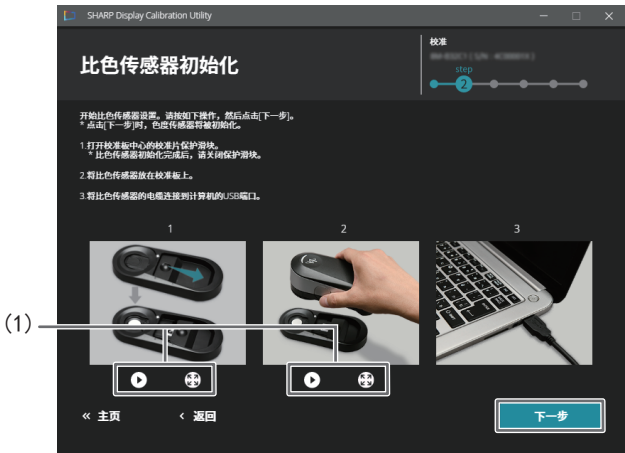 SHARP Display Calibration Utility
校准
step
2
比色传感器初始化
开始比色传感器设置。请按如下操作，然后点击[下一步]。
* 点击[下一步]时，色度传感器将被初始化。
1.打开校准板中心的校准片保护滑块。
* 比色传感器初始化完成后，请关闭保护滑块。
2.将比色传感器放在校准板上。
3.将比色传感器的电缆连接到计算机的USB端口。
1 2 3
(1)
« 主页 ‹ 返回 下一步